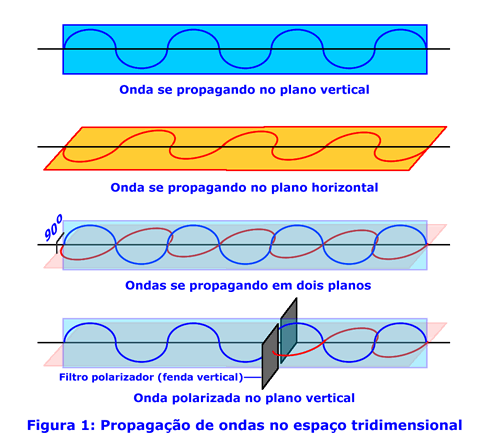 Onda se propagando no plano vertical
Onda se propagando no plano horizontal
90º
Ondas se propagando em dois planos
Filtro polarizador (fenda vertical)
Onda polarizada no plano vertical
Figura 1: Propagação de ondas no espaço tridimensional